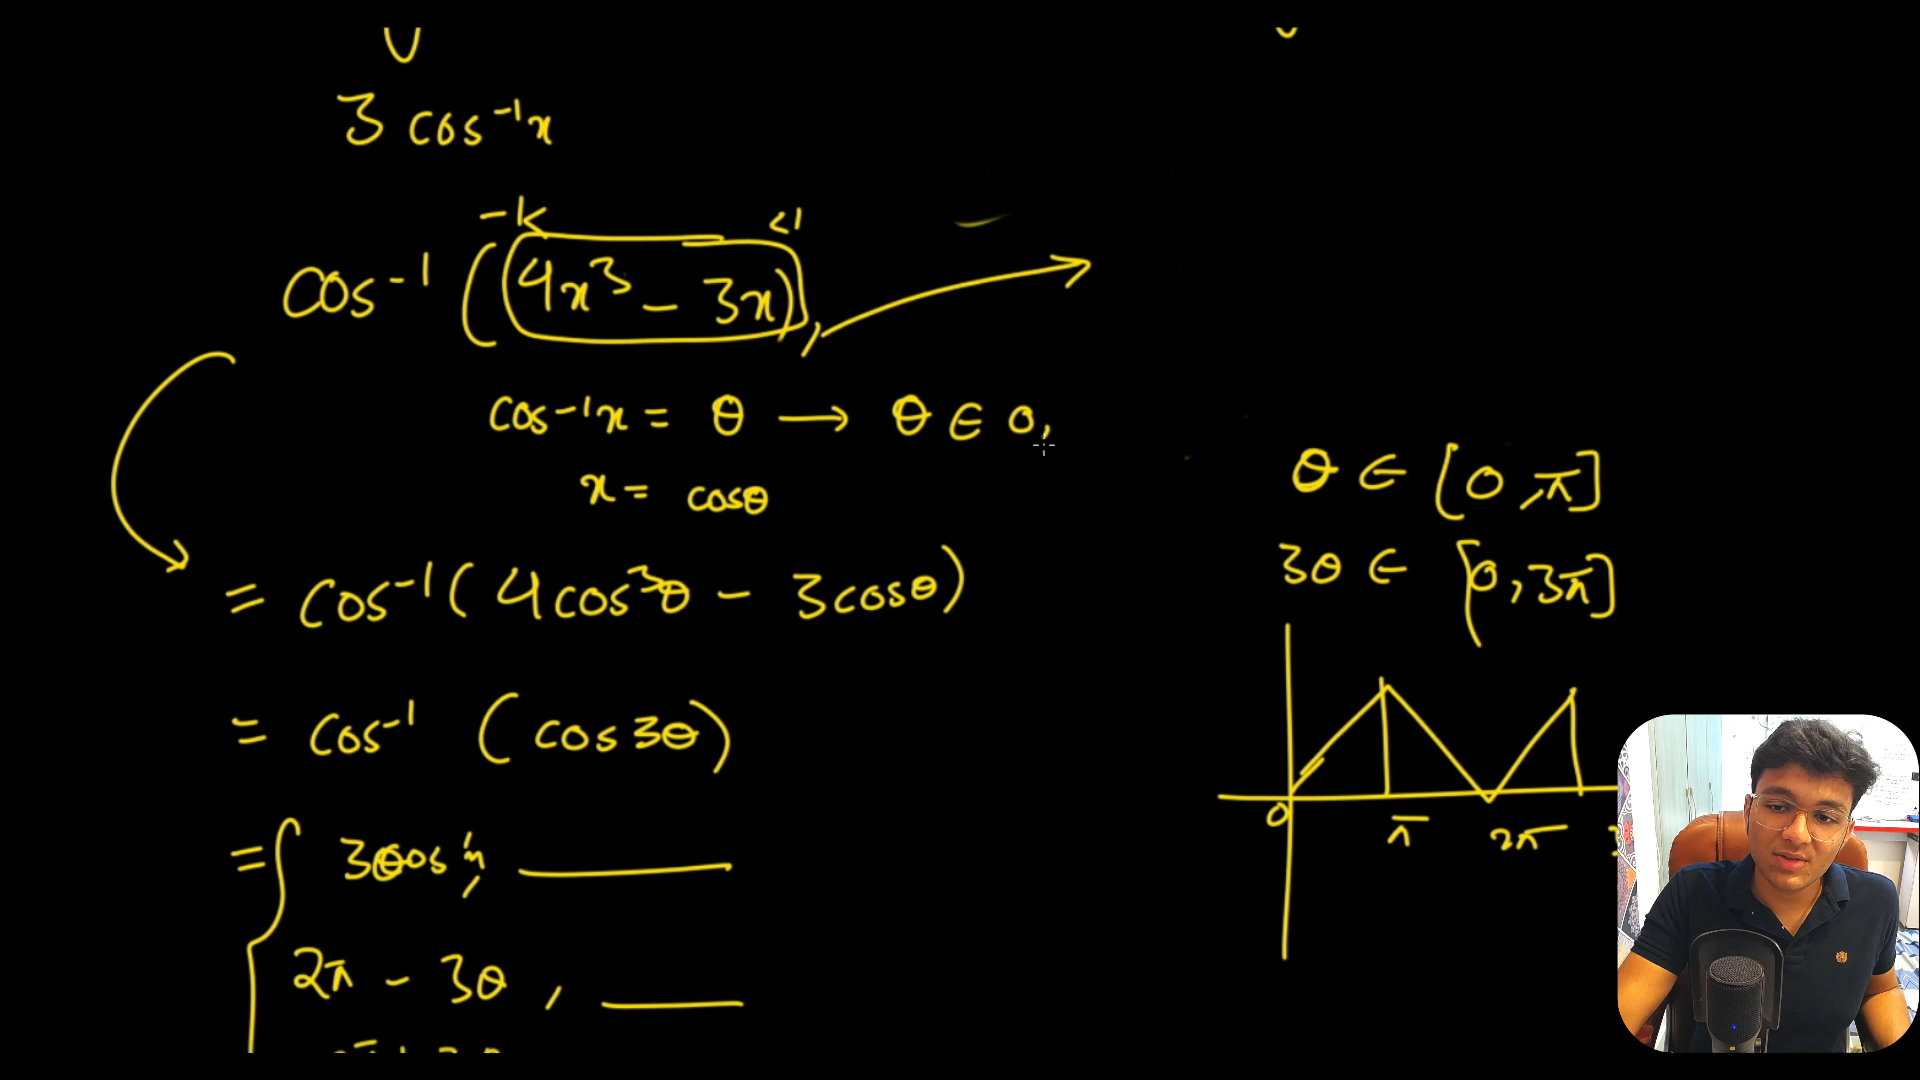 3 cos⁻¹x
-1< <1
cos⁻¹ (4x³ - 3x),
cos⁻¹x = θ → θ ∈ 0,
x = cosθ
= cos⁻¹( 4cos³θ - 3cosθ)
= cos⁻¹ (cos 3θ)
=
2π - 3θ ,
θ ∈ [0,π]
3θ ∈ [0,3π]
0 π 2π